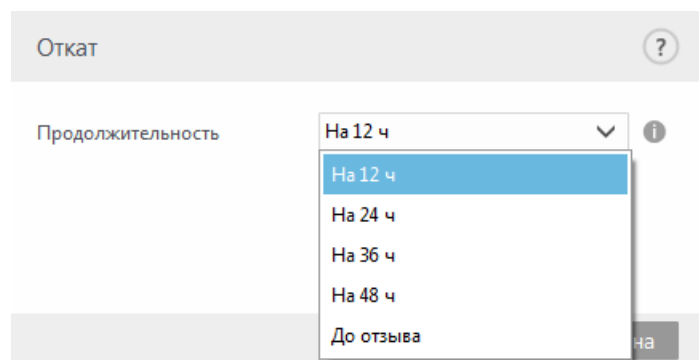 Откат
?
Продолжительность
На 12 ч
i
На 12 ч
На 24 ч
На 36 ч
На 48 ч
До отзыва